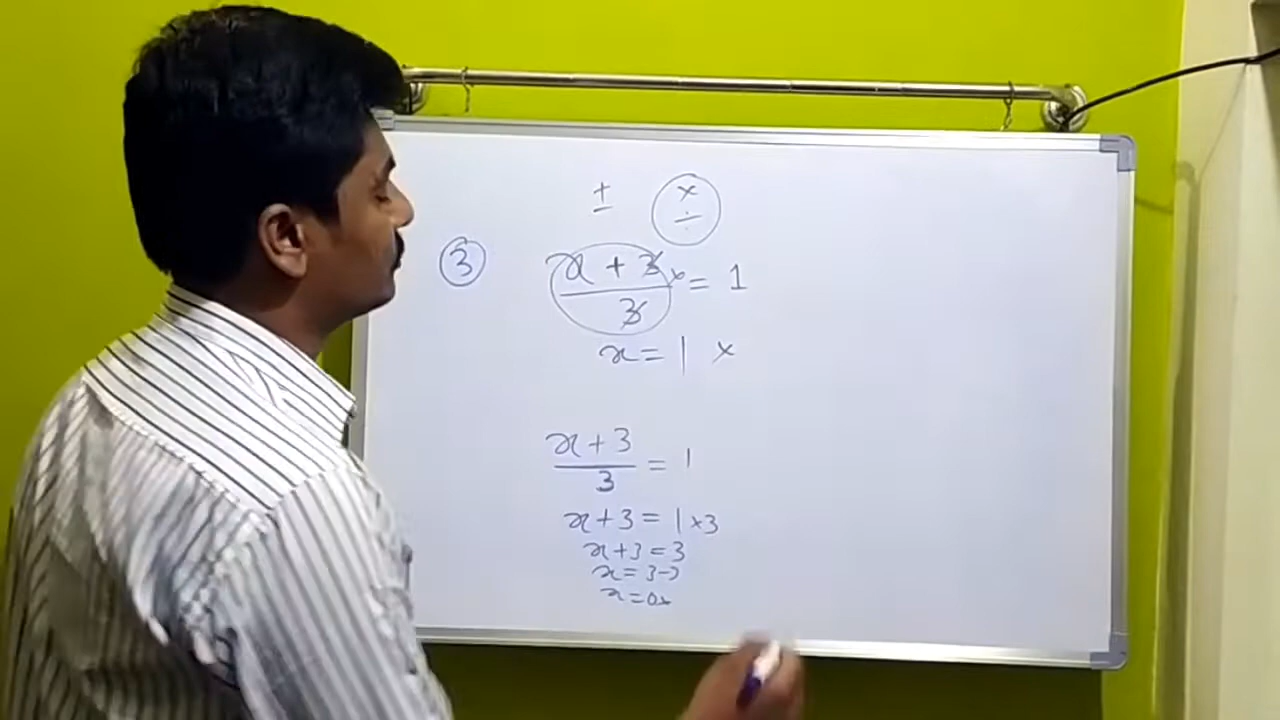 + ×
− ÷
③ (x + 3)/3 × = 1
x = 1 ×
(x + 3)/3 = 1
x + 3 = 1 × 3
x + 3 = 3
x = 3 - 3
x = 0